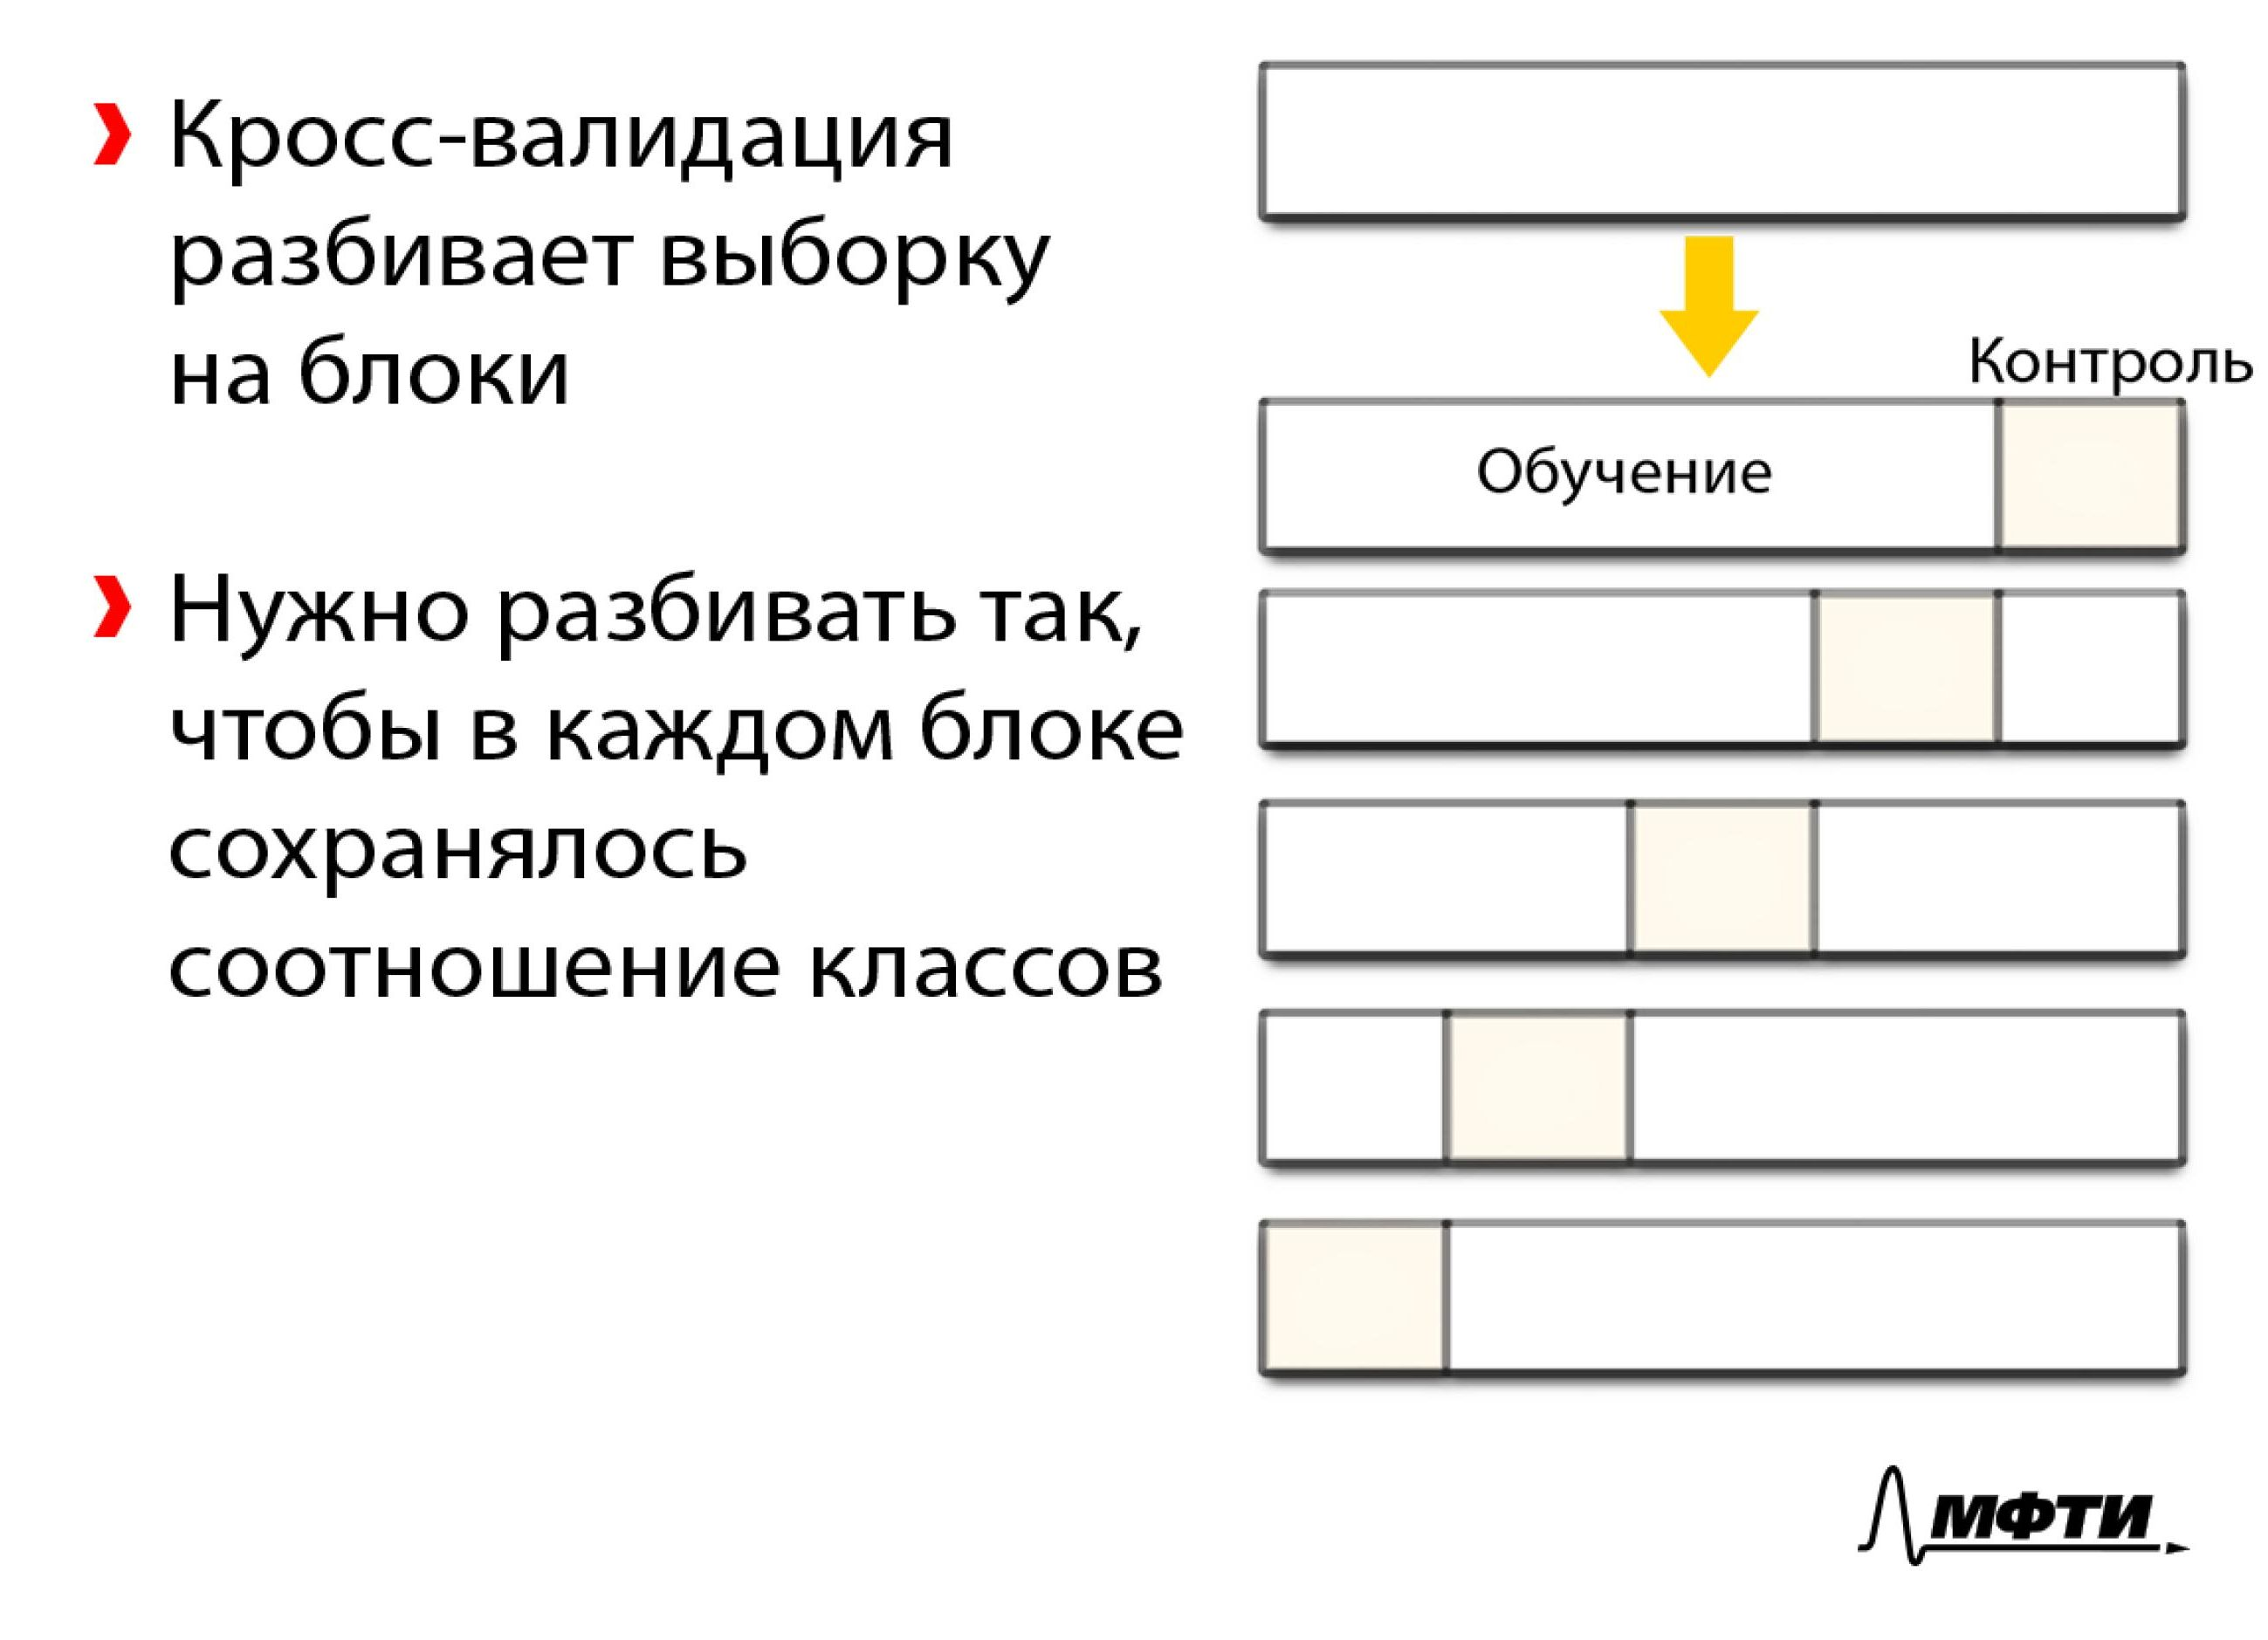 Кросс-валидация
разбивает выборку
на блоки
Нужно разбивать так,
чтобы в каждом блоке
сохранялось
соотношение классов
Контроль
Обучение
МФТИ